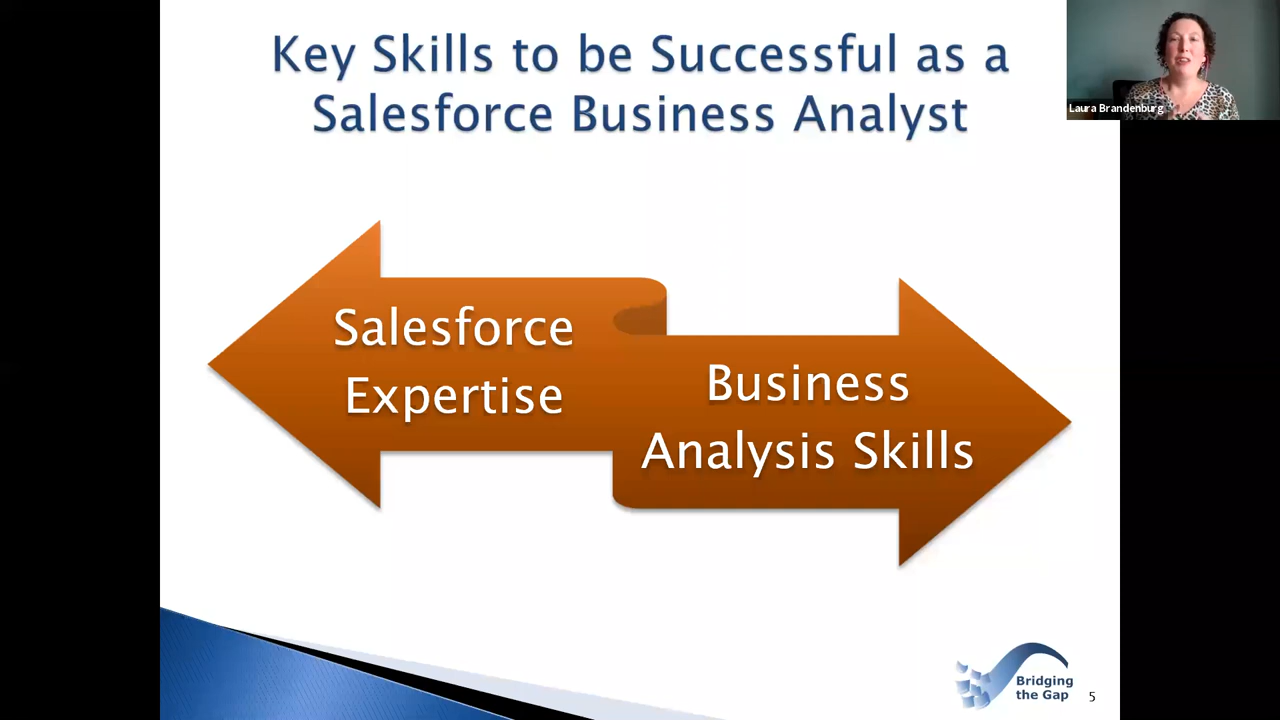 Key Skills to be Successful as a
Salesforce Business Analyst
Laura Brandenburg
Salesforce
Expertise
Business
Analysis Skills
Bridging
the Gap
5